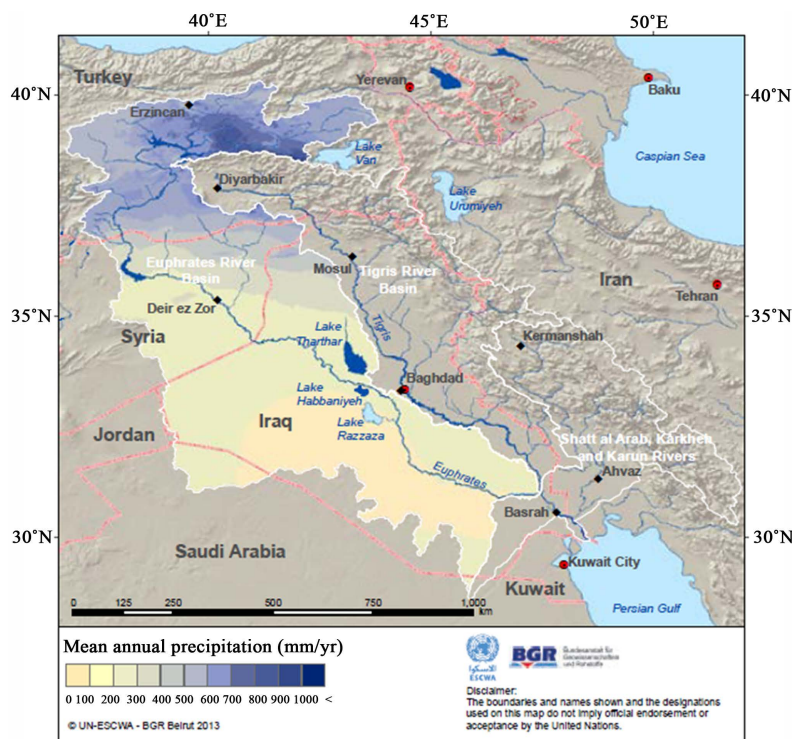 40°E 45°E 50°E
Turkey
Yerevan
40°N 40°N
Baku
Erzincan
Lake
Van
Caspian Sea
Diyarbakir
Lake
Urumiyeh
Euphrates River
Basin
Mosul
Tigris River
Basin
Iran
Tehran
Deir ez Zor
35°N 35°N
Syria
Lake
Tharthar
Tigris
Kermanshah
Baghdad
Lake
Habbaniyeh
Iraq
Lake
Razzaza
Jordan
Shatt al Arab, Karkheh
and Karun Rivers
Ahvaz
Euphrates
Basrah
30°N 30°N
Saudi Arabia
Kuwait City
Kuwait
Persian Gulf
0 125 250 500 750 1,000
km
Mean annual precipitation (mm/yr)
0 100 200 300 400 500 600 700 800 900 1000 <
© UN-ESCWA - BGR Beirut 2013
ESCWA
الإسكوا
BGR
Bundesanstalt für
Geowissenschaften
und Rohstoffe
Disclaimer:
The boundaries and names shown and the designations
used on this map do not imply official endorsement or
acceptance by the United Nations.